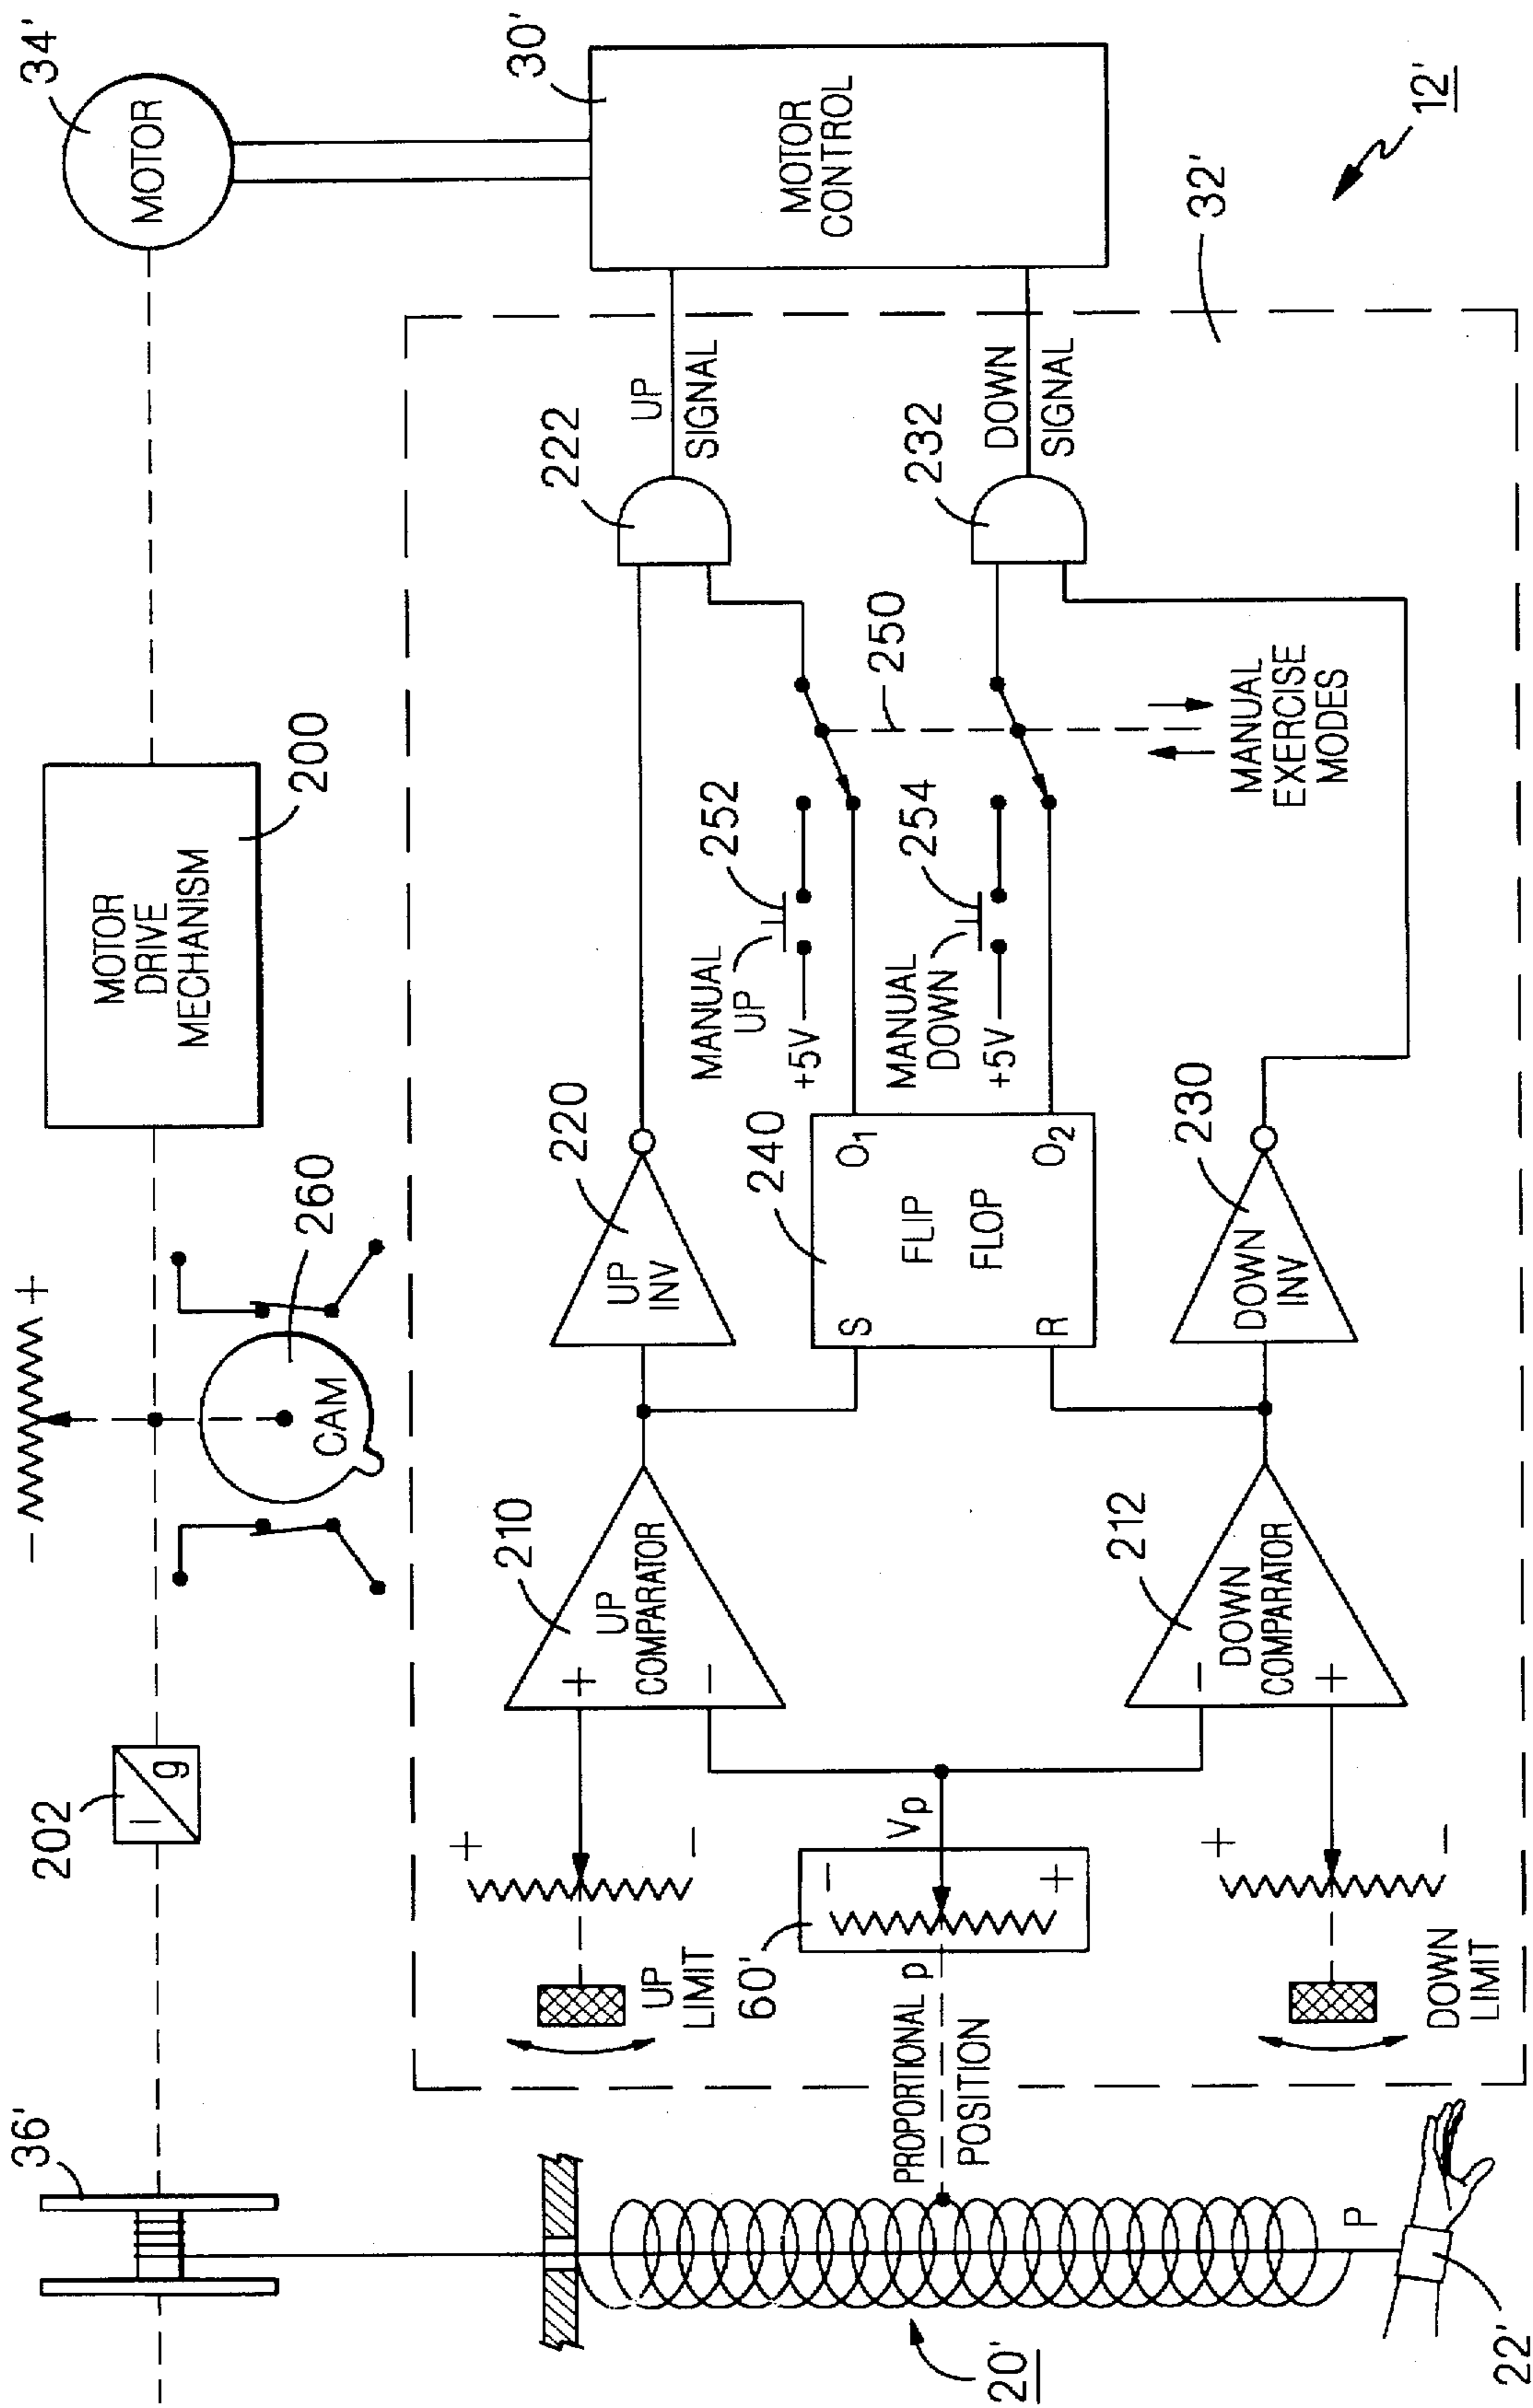 36'
202
1
g
−
+
CAM
260
MOTOR
DRIVE
MECHANISM
200
MOTOR
34'
30'
MOTOR
CONTROL
12'
32'
20'
22'
P
PROPORTIONAL p
POSITION
UP
LIMIT
+
−
60'
−
+
Vp
DOWN
LIMIT
+
−
210
UP
COMPARATOR
+
−
212
DOWN
COMPARATOR
−
+
220
UP
INV
240
FLIP
FLOP
S
R
O1
O2
230
DOWN
INV
MANUAL
UP
252
+5V
MANUAL
DOWN
254
+5V
250
MANUAL
EXERCISE
MODES
222
232
UP
SIGNAL
DOWN
SIGNAL